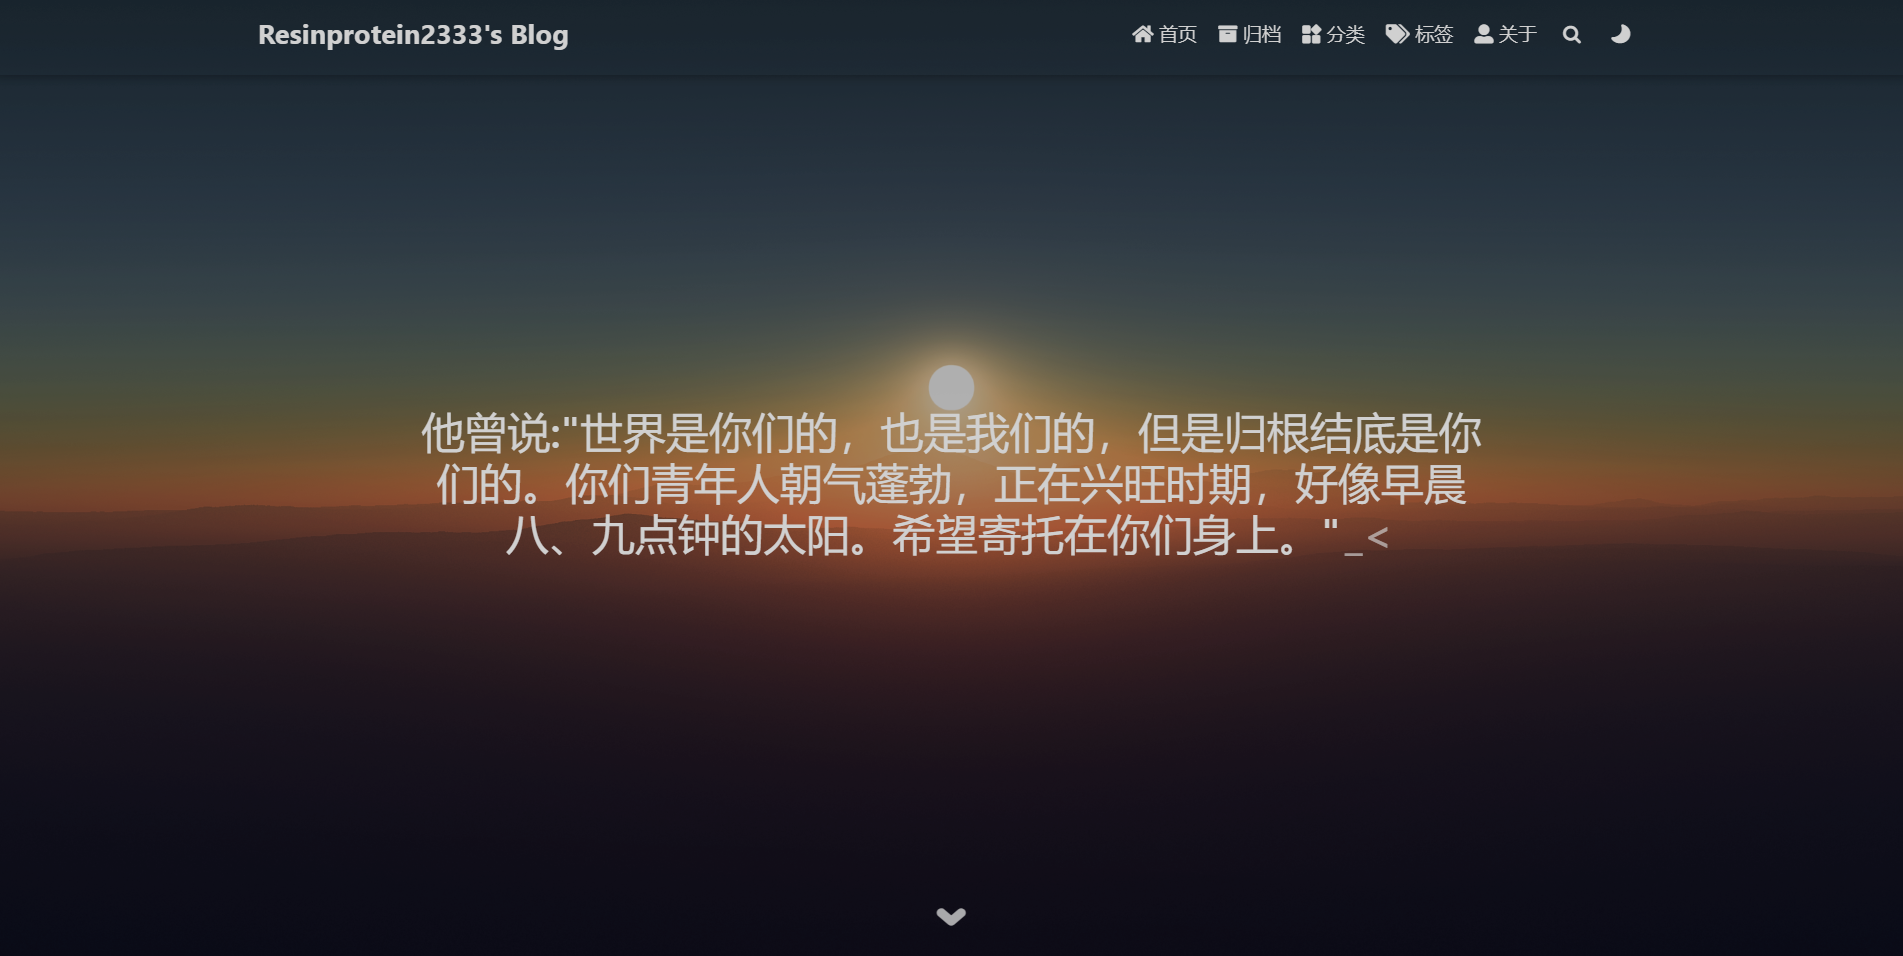 Resinprotein2333's Blog
首页 归档 分类 标签 关于
他曾说:"世界是你们的，也是我们的，但是归根结底是你
们的。你们青年人朝气蓬勃，正在兴旺时期，好像早晨
八、九点钟的太阳。希望寄托在你们身上。" _<